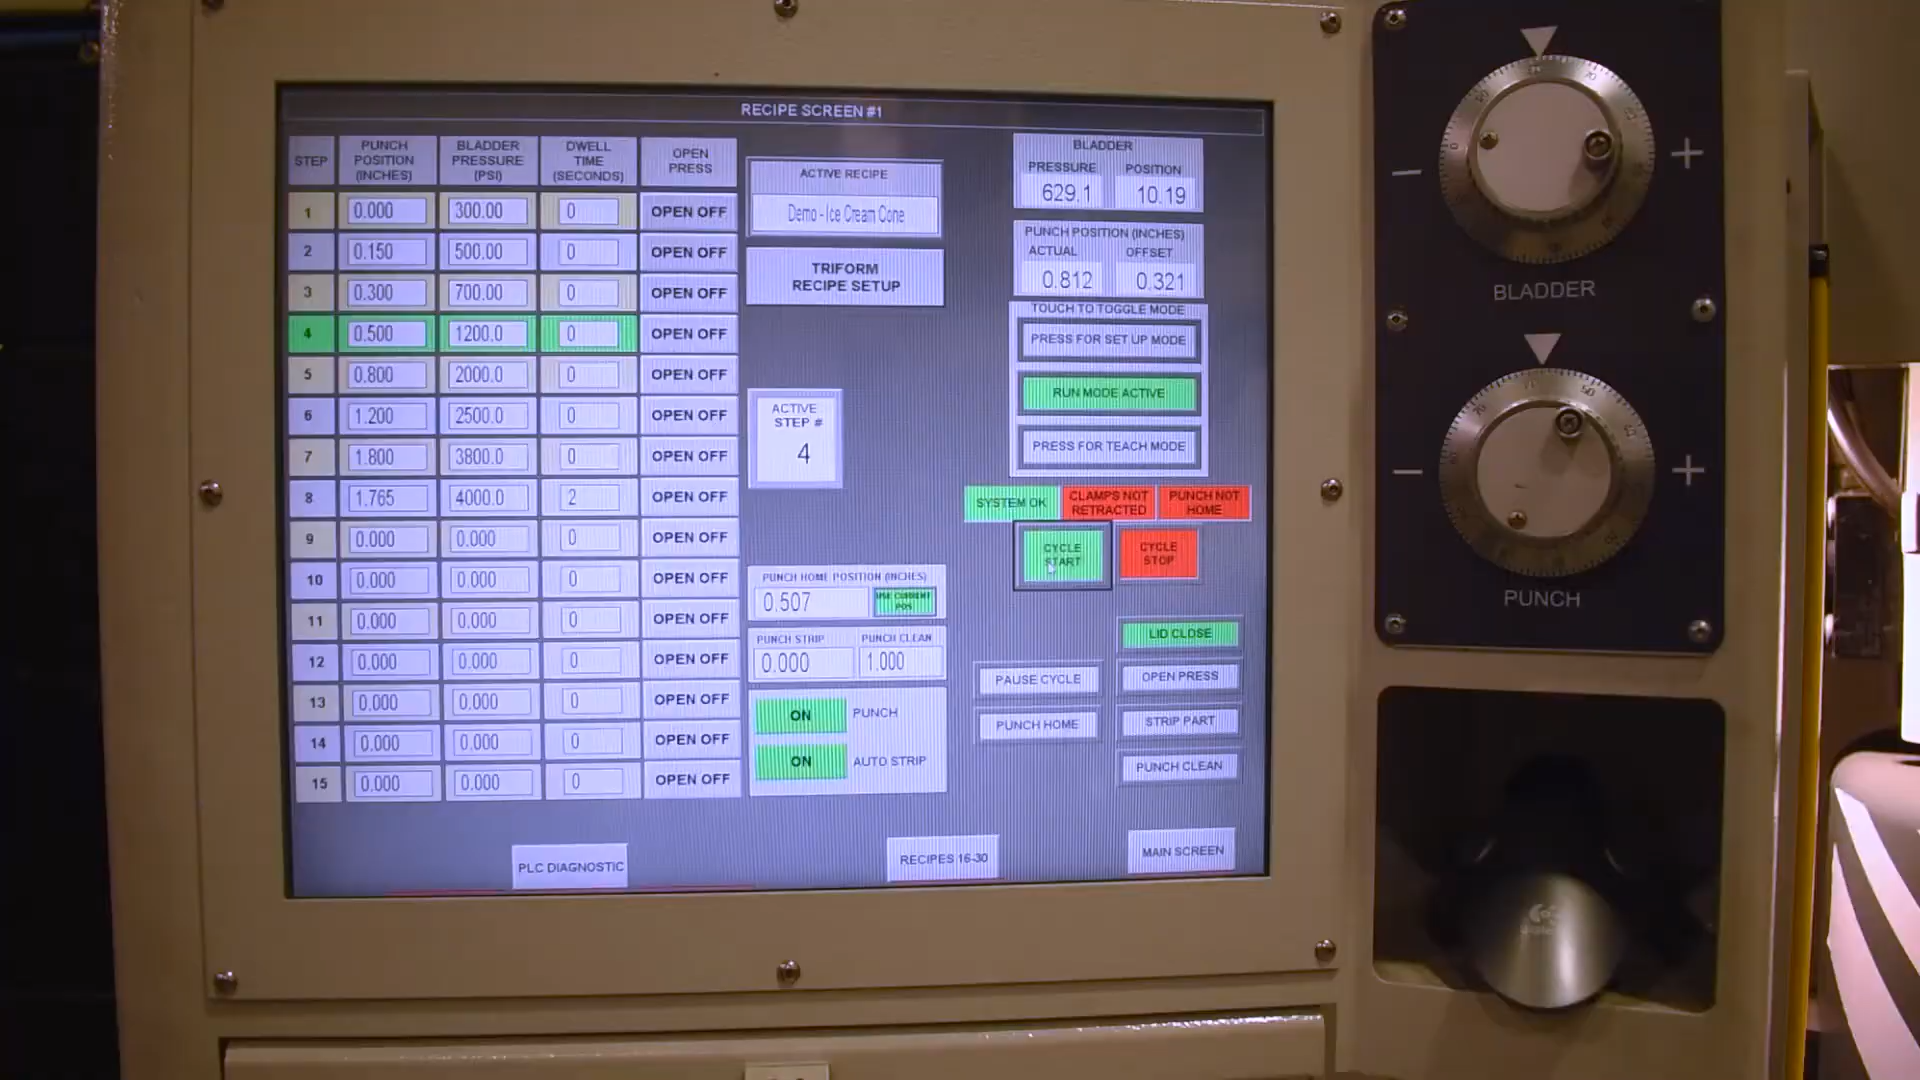 RECIPE SCREEN #1
STEP PUNCH POSITION (INCHES) BLADDER PRESSURE (PSI) DWELL TIME (SECONDS) OPEN PRESS
1 0.000 300.00 0 OPEN OFF
2 0.150 500.00 0 OPEN OFF
3 0.300 700.00 0 OPEN OFF
4 0.500 1200.0 0 OPEN OFF
5 0.800 2000.0 0 OPEN OFF
6 1.200 2500.0 0 OPEN OFF
7 1.800 3800.0 0 OPEN OFF
8 1.765 4000.0 2 OPEN OFF
9 0.000 0.000 0 OPEN OFF
10 0.000 0.000 0 OPEN OFF
11 0.000 0.000 0 OPEN OFF
12 0.000 0.000 0 OPEN OFF
13 0.000 0.000 0 OPEN OFF
14 0.000 0.000 0 OPEN OFF
15 0.000 0.000 0 OPEN OFF
ACTIVE RECIPE
Demo - Ice Cream Cone
TRIFORM
RECIPE SETUP
ACTIVE
STEP #
4
PUNCH HOME POSITION (INCHES)
0.507 USE CURRENT POS
PUNCH STRIP PUNCH CLEAN
0.000 1.000
ON PUNCH
ON AUTO STRIP
BLADDER
PRESSURE POSITION
629.1 10.19
PUNCH POSITION (INCHES)
ACTUAL OFFSET
0.812 0.321
TOUCH TO TOGGLE MODE
PRESS FOR SET UP MODE
RUN MODE ACTIVE
PRESS FOR TEACH MODE
SYSTEM OK CLAMPS NOT RETRACTED PUNCH NOT HOME
CYCLE START CYCLE STOP
LID CLOSE
PAUSE CYCLE OPEN PRESS
PUNCH HOME STRIP PART
PUNCH CLEAN
PLC DIAGNOSTIC RECIPES 16-30 MAIN SCREEN
− +
BLADDER
− +
PUNCH